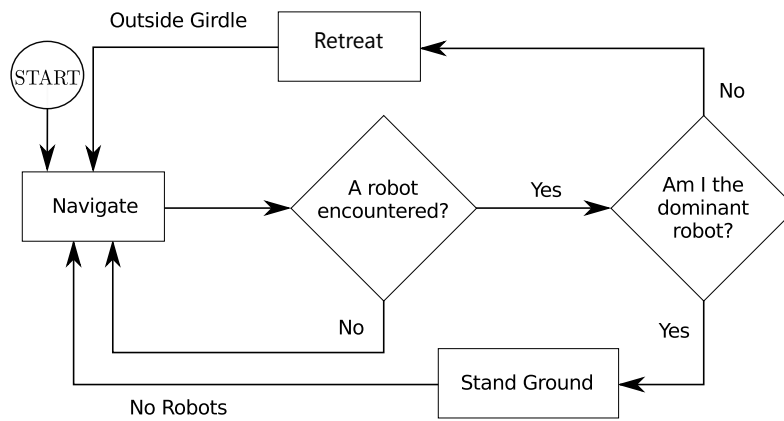 Outside Girdle
Retreat
START
No
Navigate
A robot
encountered?
Yes
Am I the
dominant
robot?
No
Yes
Stand Ground
No Robots